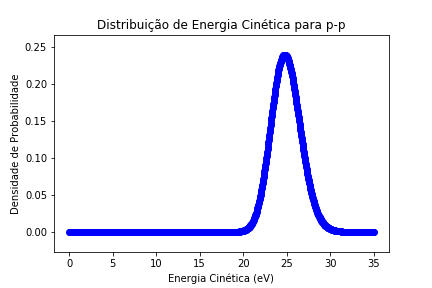 Distribuição de Energia Cinética para p-p
Densidade de Probabilidade
0.25
0.20
0.15
0.10
0.05
0.00
0 5 10 15 20 25 30 35
Energia Cinética (eV)